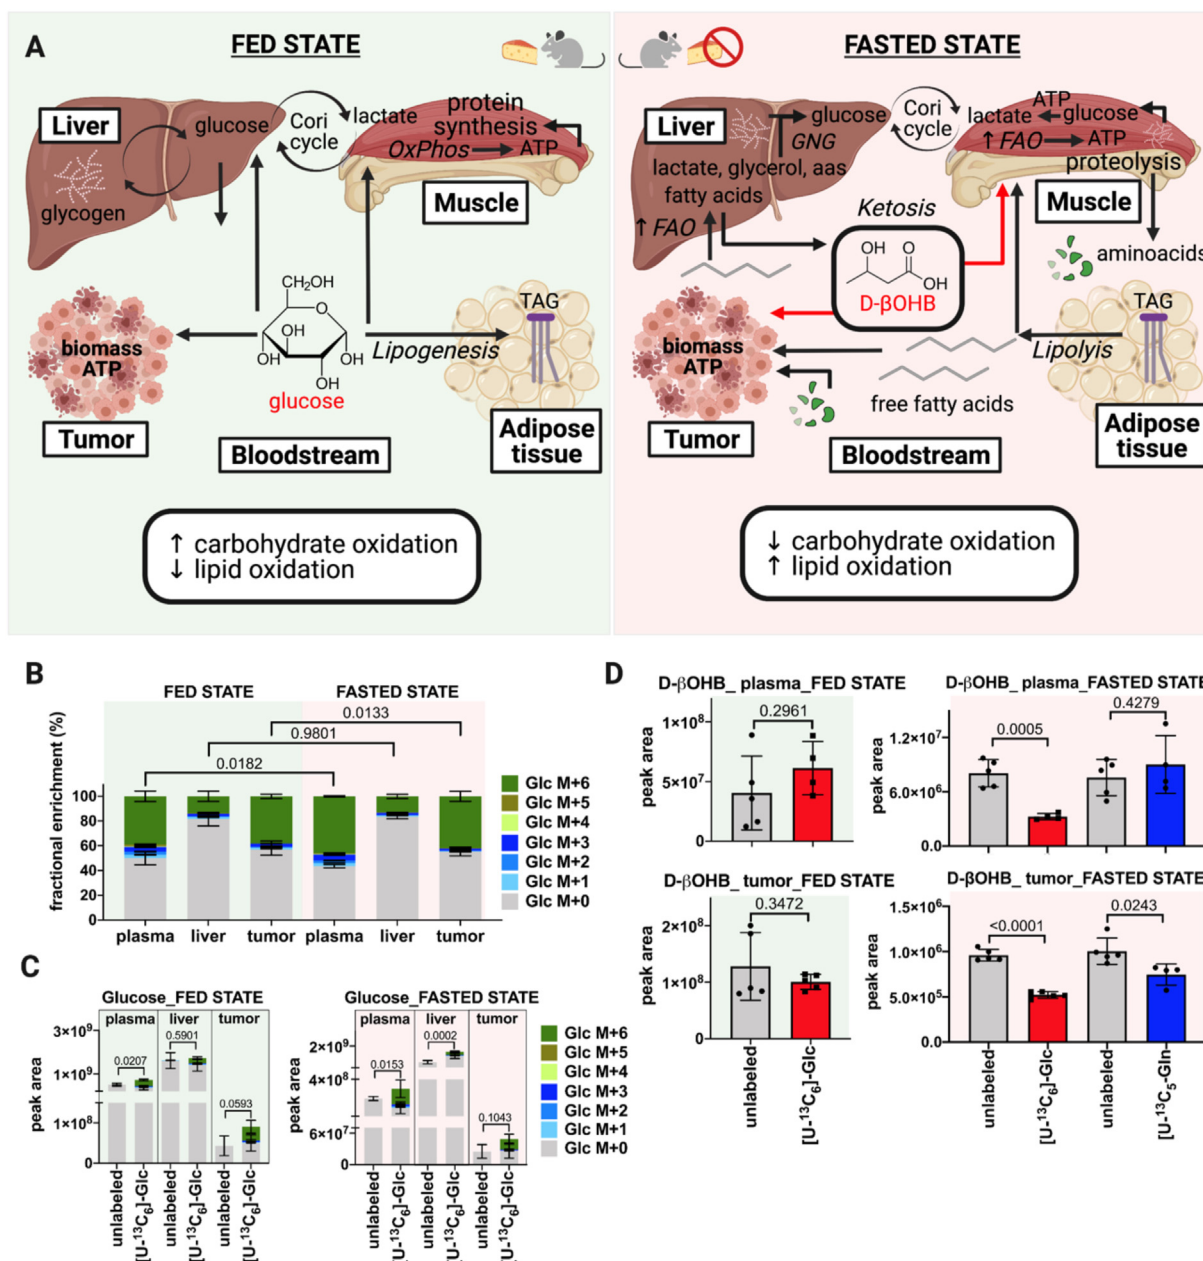 A
FED STATE
Liver
glucose
glycogen
Cori
cycle
lactate
protein
synthesis
OxPhos
ATP
Muscle
CH₂OH
O
OH
OH
OH
OH
glucose
biomass
ATP
Tumor
Bloodstream
Lipogenesis
TAG
Adipose
tissue
↑ carbohydrate oxidation
↓ lipid oxidation
FASTED STATE
Liver
glucose
GNG
lactate, glycerol, aas
fatty acids
↑ FAO
Cori
cycle
ATP
lactate
glucose
↑ FAO
ATP
proteolysis
Muscle
aminoacids
Ketosis
OH
O
OH
D-βOHB
biomass
ATP
Tumor
free fatty acids
Bloodstream
Lipolyis
TAG
Adipose
tissue
↓ carbohydrate oxidation
↑ lipid oxidation
B
FED STATE
FASTED STATE
0.0133
0.9801
0.0182
fractional enrichment (%)
100
80
60
40
20
0
plasma
liver
tumor
plasma
liver
tumor
Glc M+6
Glc M+5
Glc M+4
Glc M+3
Glc M+2
Glc M+1
Glc M+0
C
Glucose_FED STATE
plasma
liver
tumor
peak area
3×10⁹
1×10⁹
1×10⁸
0
0.0207
0.5901
0.0593
unlabeled
[U-¹³C₆]-Glc
unlabeled
[U-¹³C₆]-Glc
unlabeled
[U-¹³C₆]-Glc
Glucose_FASTED STATE
plasma
liver
tumor
peak area
2×10⁹
4×10⁸
6×10⁷
0
0.0153
0.0002
0.1043
unlabeled
[U-¹³C₆]-Glc
unlabeled
[U-¹³C₆]-Glc
unlabeled
[U-¹³C₆]-Glc
Glc M+6
Glc M+5
Glc M+4
Glc M+3
Glc M+2
Glc M+1
Glc M+0
D
D-βOHB_ plasma_FED STATE
peak area
1×10⁸
5×10⁷
0
0.2961
D-βOHB_ plasma_FASTED STATE
peak area
1.2×10⁷
6.0×10⁶
0.0
0.0005
0.4279
D-βOHB_ tumor_FED STATE
peak area
2×10⁸
1×10⁸
0
0.3472
unlabeled
[U-¹³C₆]-Glc
D-βOHB_ tumor_FASTED STATE
peak area
1.5×10⁶
1.0×10⁶
5.0×10⁵
0.0
<0.0001
0.0243
unlabeled
[U-¹³C₆]-Glc
unlabeled
[U-¹³C₅-Gln